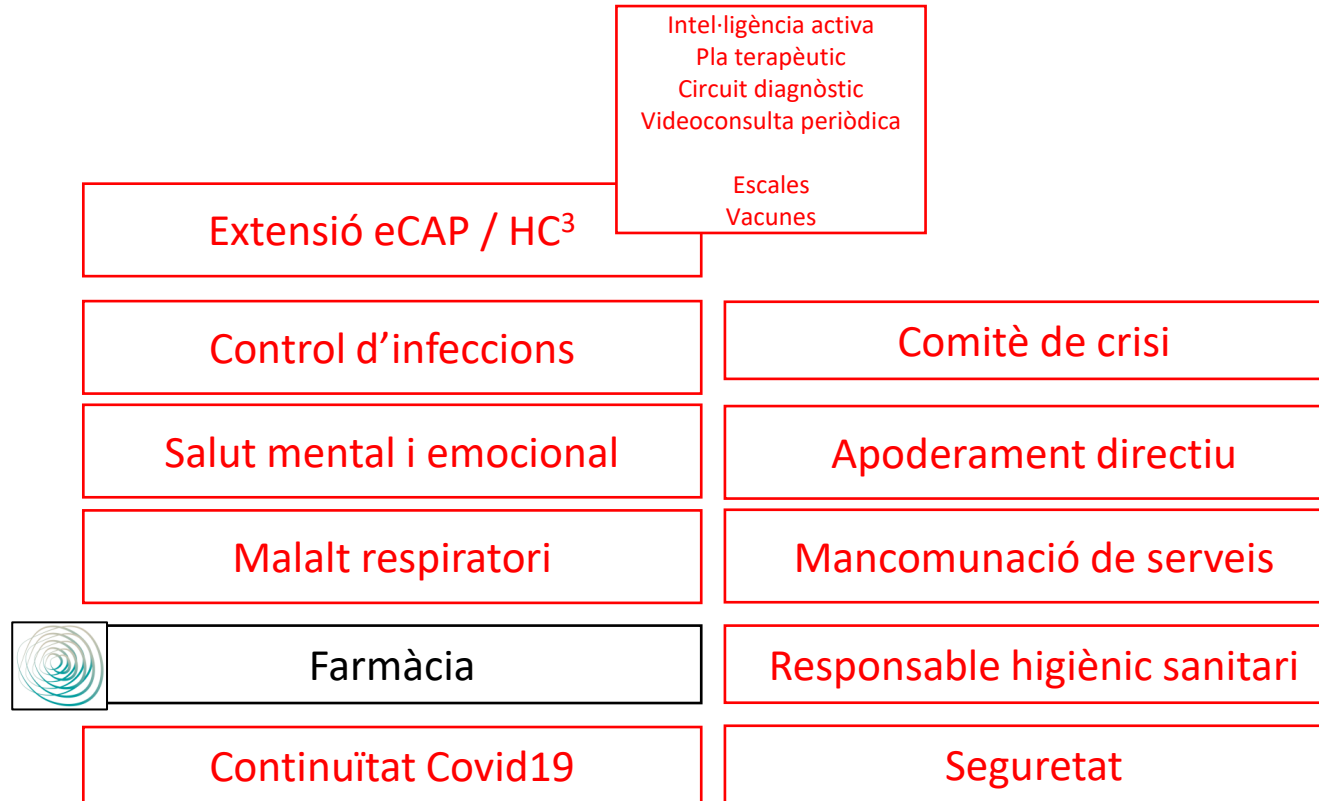 Intel·ligència activa
Pla terapèutic
Circuit diagnòstic
Videoconsulta periòdica
Escales
Vacunes
Extensió eCAP / HC³
Control d’infeccions
Comitè de crisi
Salut mental i emocional
Apoderament directiu
Malalt respiratori
Mancomunació de serveis
Farmàcia
Responsable higiènic sanitari
Continuïtat Covid19
Seguretat